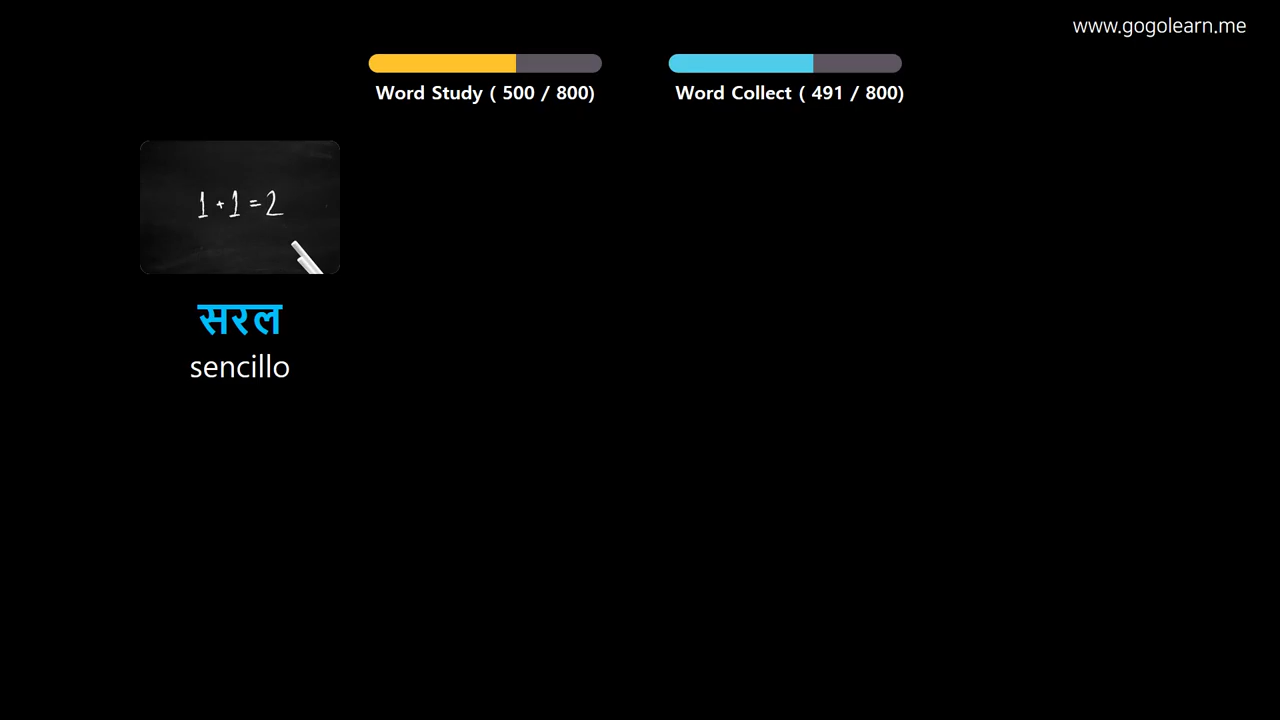 www.gogolearn.me
Word Study ( 500 / 800)
Word Collect ( 491 / 800)
1 + 1 = 2
सरल
sencillo